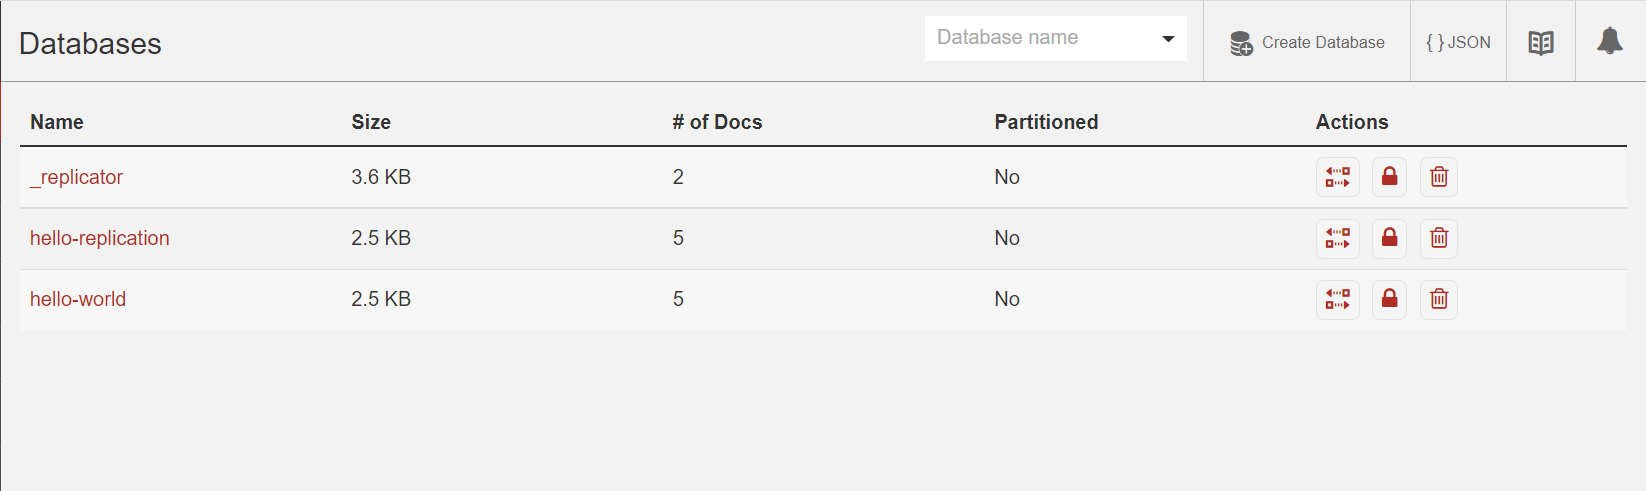 Databases
Database name
Create Database
{ } JSON
Name Size # of Docs Partitioned Actions
_replicator 3.6 KB 2 No
hello-replication 2.5 KB 5 No
hello-world 2.5 KB 5 No